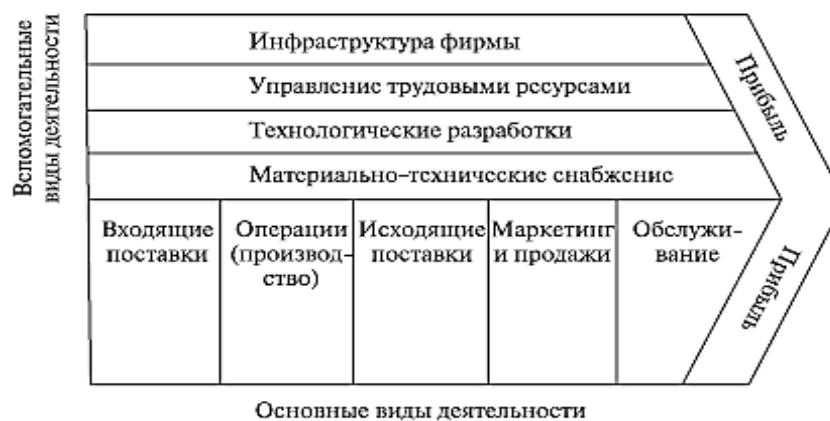 Вспомогательные
виды деятельности
Инфраструктура фирмы
Управление трудовыми ресурсами
Технологические разработки
Материально-технические снабжение
Прибыль
Входящие
поставки
Операции
(производ-
ство)
Исходящие
поставки
Маркетинг
и продажи
Обслужи-
вание
Прибыль
Основные виды деятельности